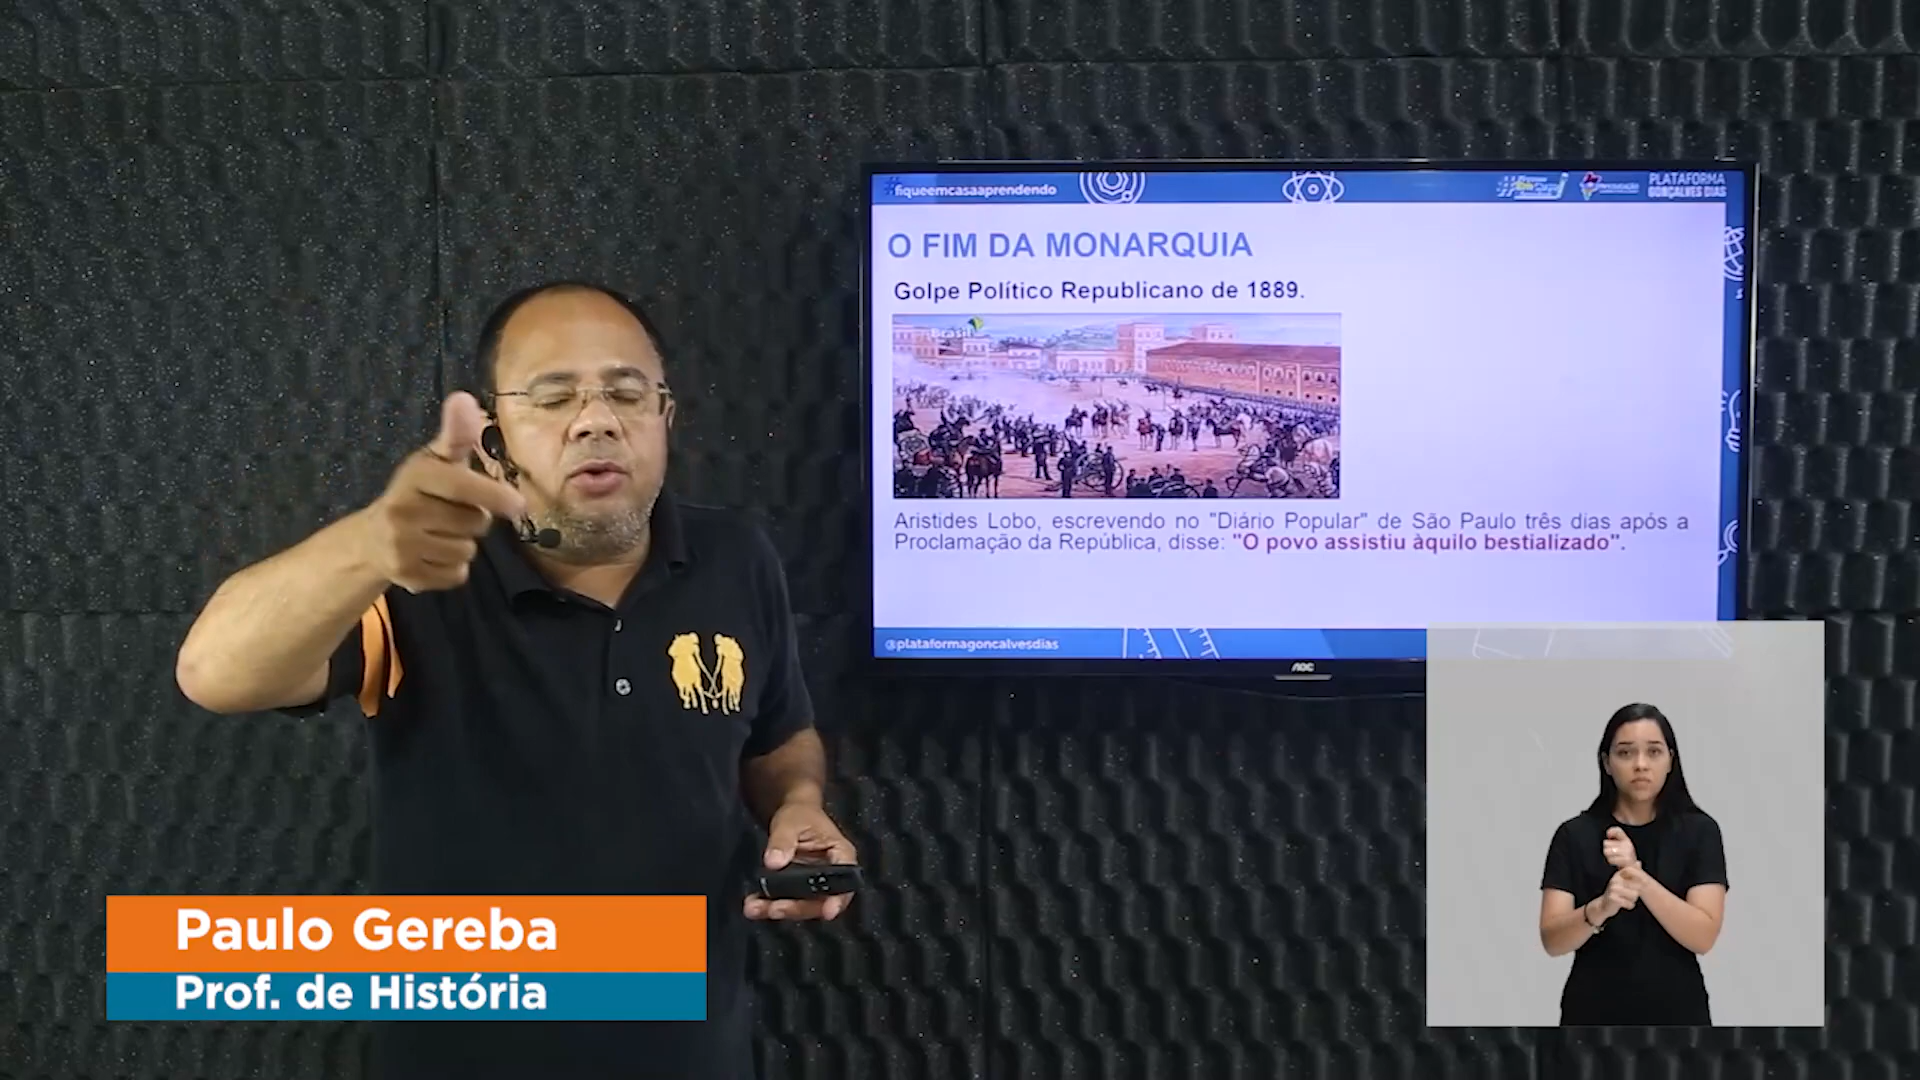 #fiqueemcasaaprendendo
PLATAFORMA
GONÇALVES DIAS
O FIM DA MONARQUIA
Golpe Político Republicano de 1889.
Brasil
Aristides Lobo, escrevendo no "Diário Popular" de São Paulo três dias após a
Proclamação da República, disse: "O povo assistiu àquilo bestializado".
@plataformagoncalvesdias
AOC
Paulo Gereba
Prof. de História